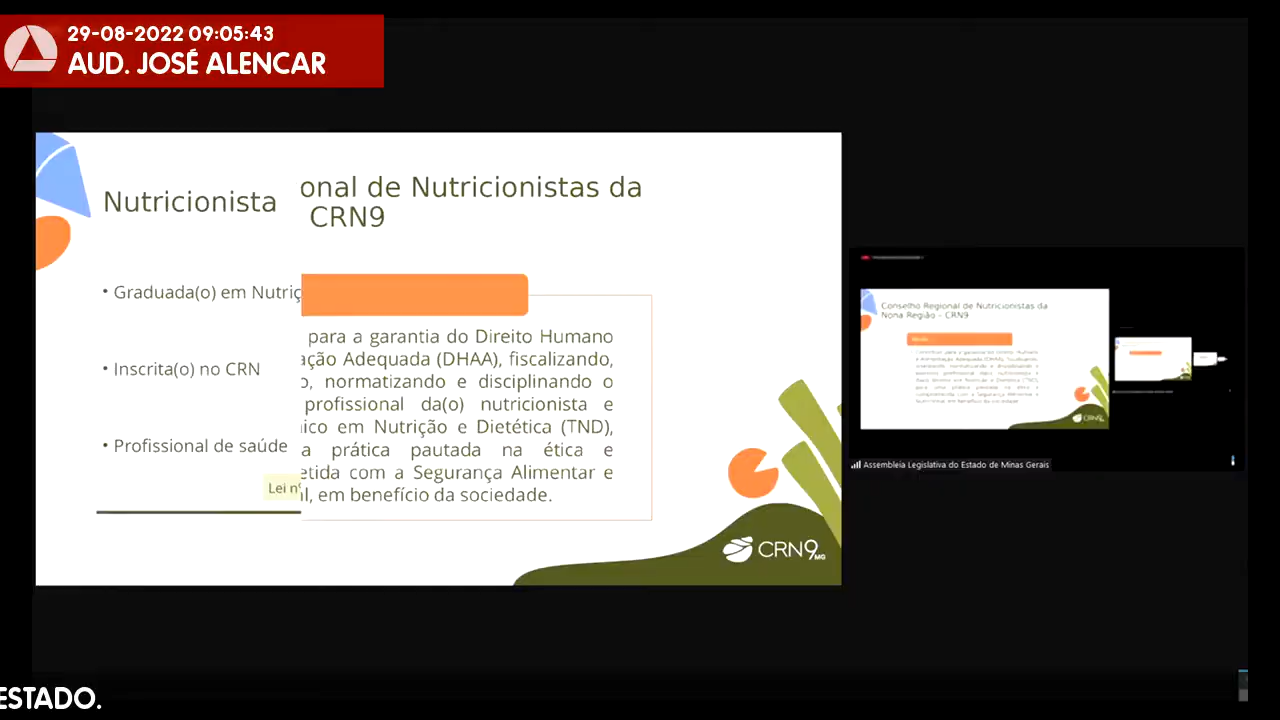 29-08-2022 09:05:43
AUD. JOSÉ ALENCAR
Nutricionista
onal de Nutricionistas da
CRN9
• Graduada(o) em Nutriç
• Inscrita(o) no CRN
• Profissional de saúde
Lei nº
para a garantia do Direito Humano
ação Adequada (DHAA), fiscalizando,
o, normatizando e disciplinando o
rofissional da(o) nutricionista e
ico em Nutrição e Dietética (TND),
a prática pautada na ética e
etida com a Segurança Alimentar e
l, em benefício da sociedade.
CRN9 MG
Conselho Regional de Nutricionistas da
Nona Região - CRN9
CRN9
Assembleia Legislativa do Estado de Minas Gerais
ESTADO.